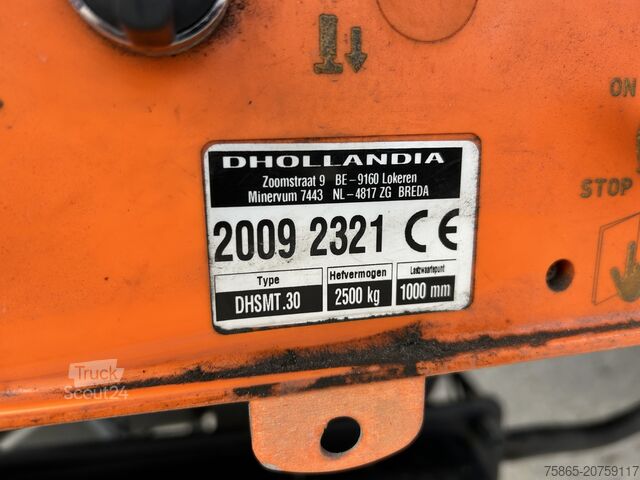 ON
STOP
DHOLLANDIA
Zoomstraat 9 BE-9160 Lokeren
Minervum 7443 NL-4817 ZG BREDA
2009 2321 CE
Type Hefvermogen Lastzwaartepunt
DHSMT.30 2500 kg 1000 mm
Truck
Scout24
75865-20759117